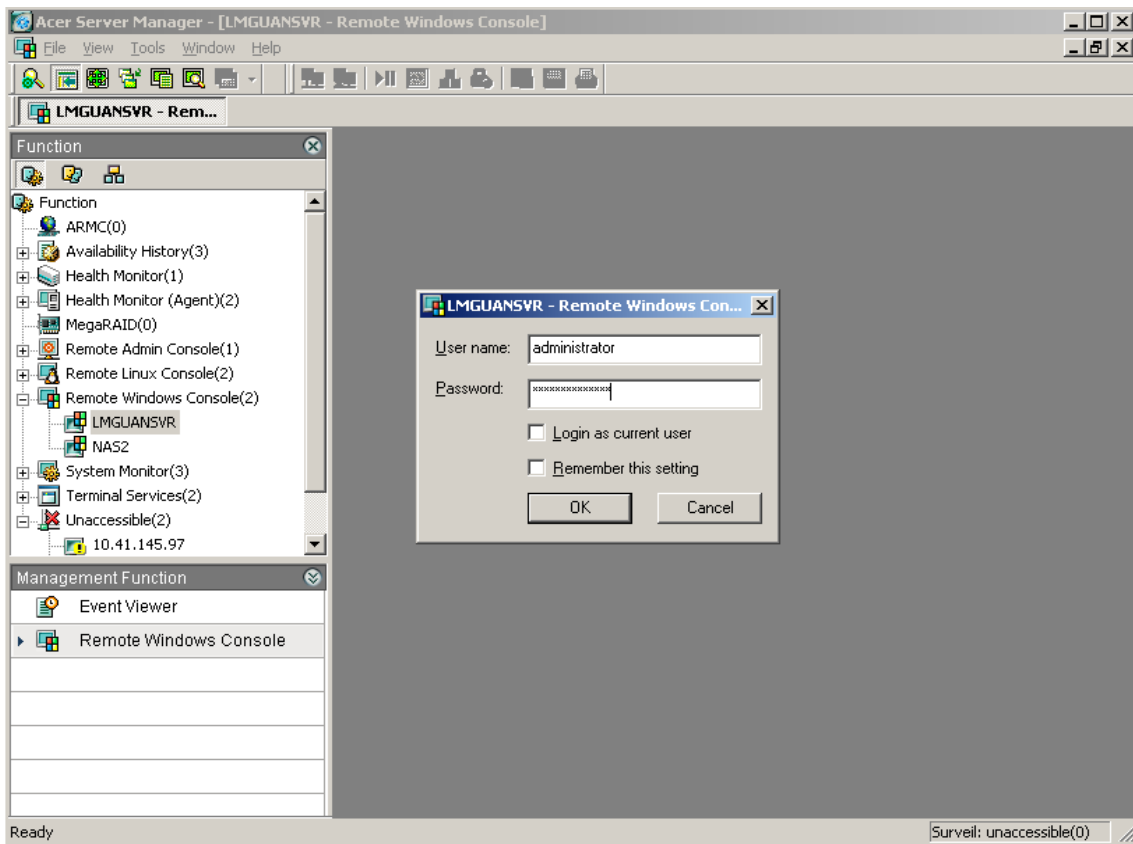 Acer Server Manager - [LMGUANSVR - Remote Windows Console]
File View Tools Window Help
LMGUANSVR - Rem...
Function
Function
ARMC(0)
Availability History(3)
Health Monitor(1)
Health Monitor (Agent)(2)
MegaRAID(0)
Remote Admin Console(1)
Remote Linux Console(2)
Remote Windows Console(2)
LMGUANSVR
NAS2
System Monitor(3)
Terminal Services(2)
Unaccessible(2)
10.41.145.97
Management Function
Event Viewer
Remote Windows Console
LMGUANSVR - Remote Windows Con...
User name: administrator
Password: xxxxxxxxxxxxxx
Login as current user
Remember this setting
OK Cancel
Ready Surveil: unaccessible(0)